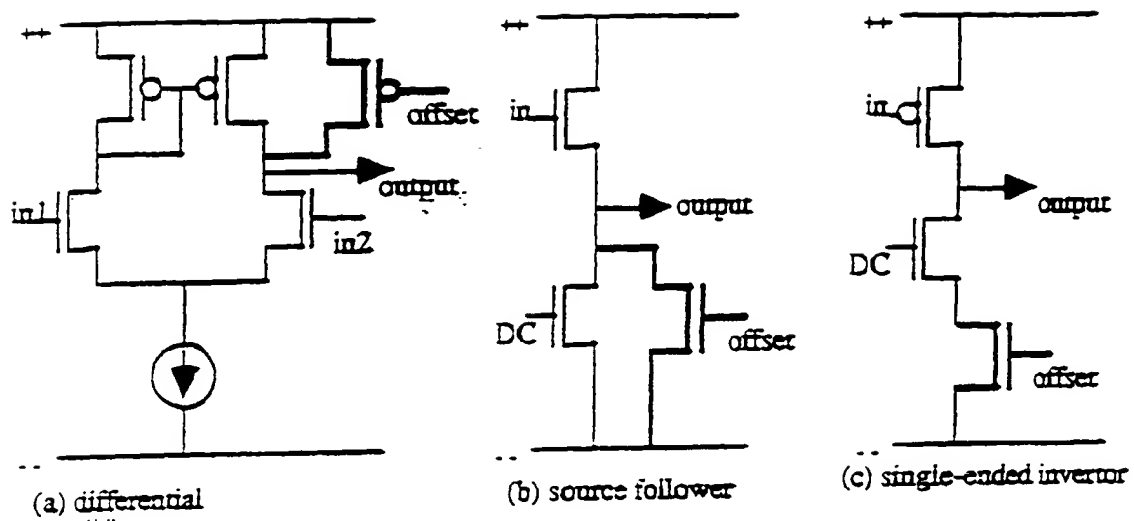 ++
offset
output
in1
in2
--
(a) differential
++
in
output
DC
offset
--
(b) source follower
++
in
output
DC
offset
--
(c) single-ended invertor